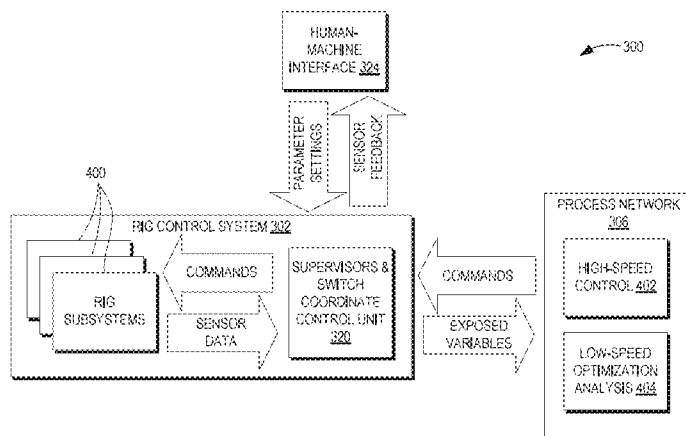 HUMAN-
MACHINE
INTERFACE 324
300
PARAMETER
SETTINGS
SENSOR
FEEDBACK
400
RIG CONTROL SYSTEM 302
COMMANDS
RIG
SUBSYSTEMS
SENSOR
DATA
SUPERVISORS &
SWITCH
COORDINATE
CONTROL UNIT
320
COMMANDS
EXPOSED
VARIABLES
PROCESS NETWORK
306
HIGH-SPEED
CONTROL 402
LOW-SPEED
OPTIMIZATION
ANALYSIS 404